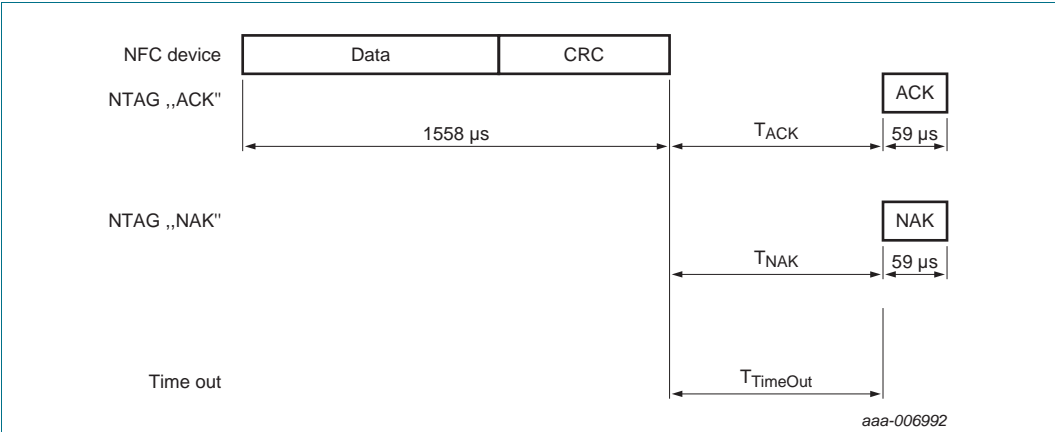 NFC device Data CRC
NTAG ,,ACK" ACK
1558 µs TACK 59 µs
NTAG ,,NAK" NAK
TNAK 59 µs
Time out TTimeOut
aaa-006992